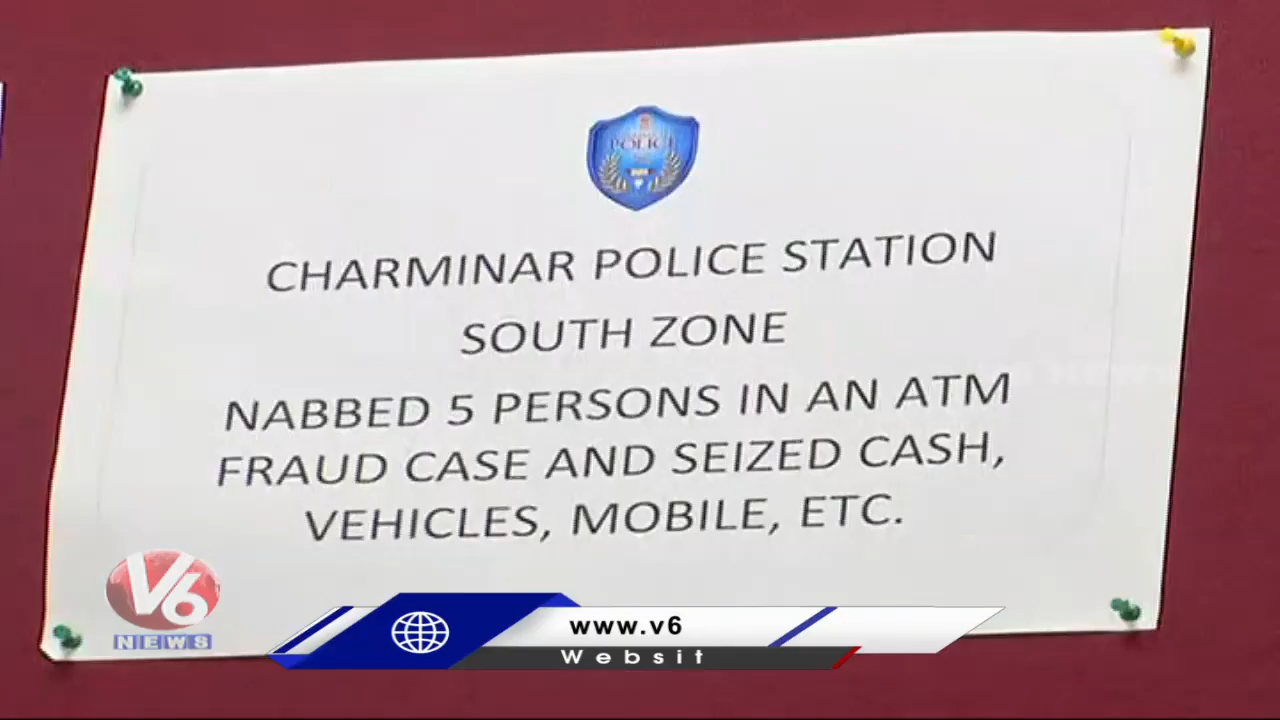 POLICE
CHARMINAR POLICE STATION
SOUTH ZONE
NABBED 5 PERSONS IN AN ATM
FRAUD CASE AND SEIZED CASH,
VEHICLES, MOBILE, ETC.
V6
NEWS
www.v6
Websit